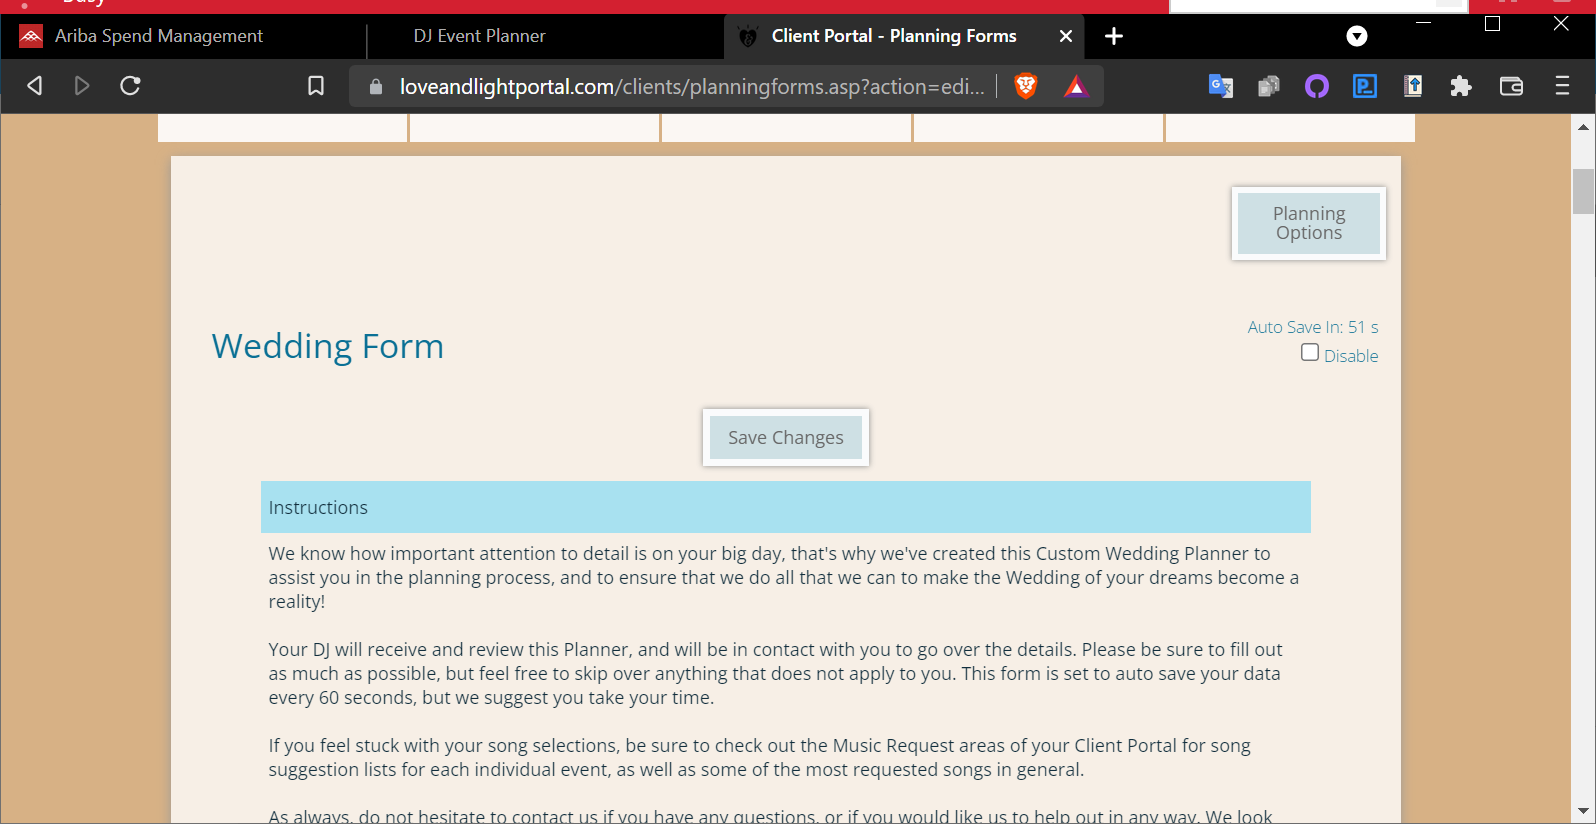 Busy
Ariba Spend Management
DJ Event Planner
Client Portal - Planning Forms
loveandlightportal.com/clients/planningforms.asp?action=edi...
Planning
Options
Auto Save In: 51 s
Disable
Wedding Form
Save Changes
Instructions
We know how important attention to detail is on your big day, that's why we've created this Custom Wedding Planner to
assist you in the planning process, and to ensure that we do all that we can to make the Wedding of your dreams become a
reality!
Your DJ will receive and review this Planner, and will be in contact with you to go over the details. Please be sure to fill out
as much as possible, but feel free to skip over anything that does not apply to you. This form is set to auto save your data
every 60 seconds, but we suggest you take your time.
If you feel stuck with your song selections, be sure to check out the Music Request areas of your Client Portal for song
suggestion lists for each individual event, as well as some of the most requested songs in general.
As always, do not hesitate to contact us if you have any questions, or if you would like us to help out in any way. We look